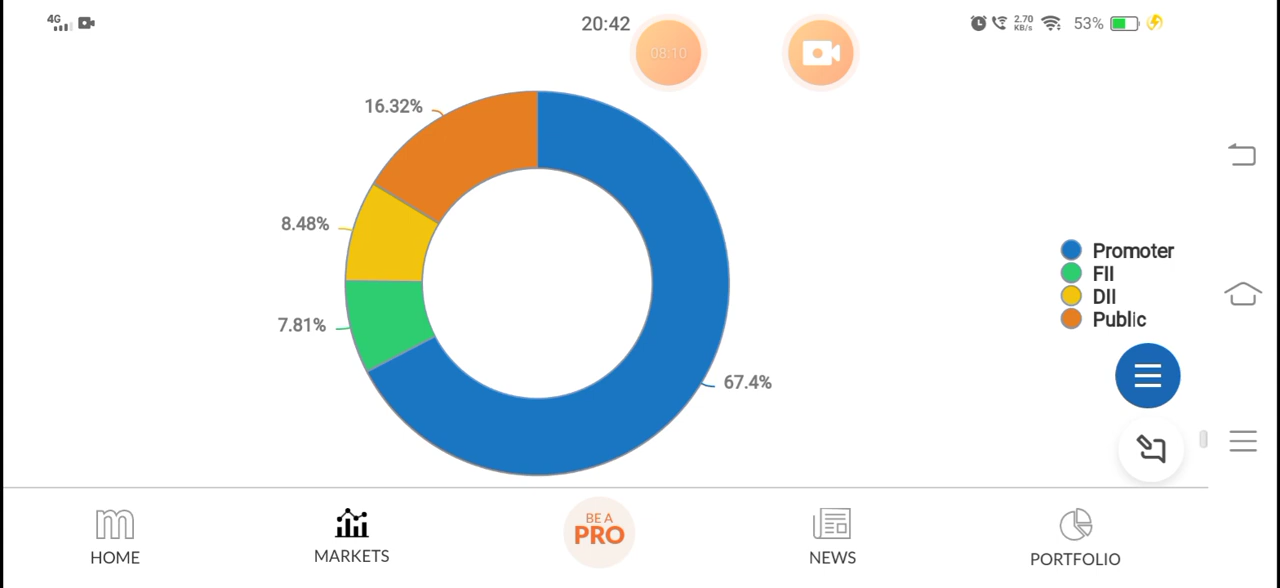 4G
20:42
08:10
2.70
KB/s
53%
16.32%
8.48%
7.81%
67.4%
Promoter
FII
DII
Public
m
HOME
MARKETS
BE A
PRO
NEWS
PORTFOLIO